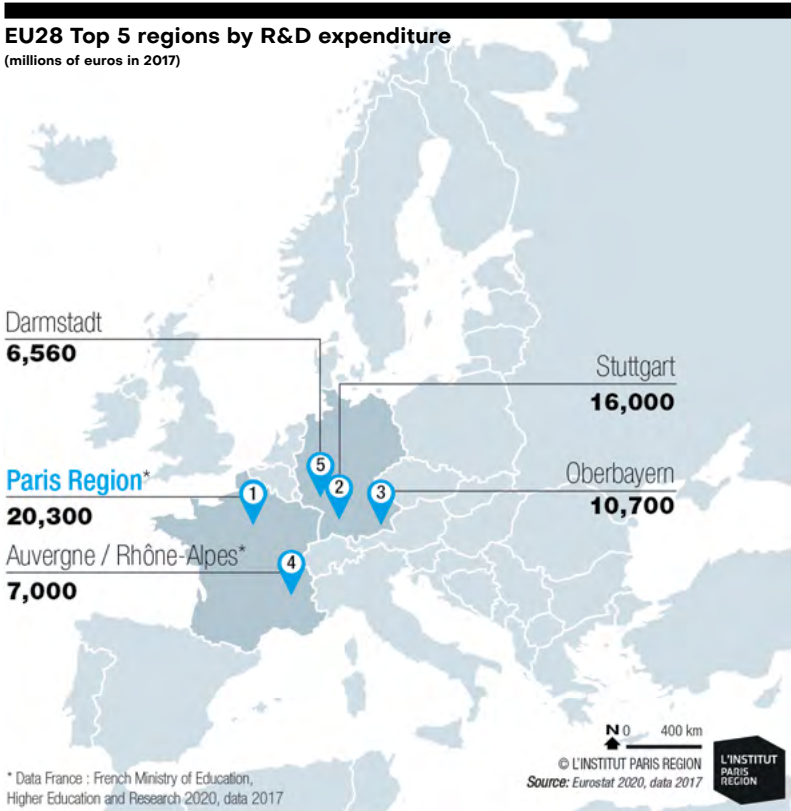 EU28 Top 5 regions by R&D expenditure
(millions of euros in 2017)
Darmstadt
6,560
Stuttgart
16,000
5
2
Oberbayern
10,700
3
Paris Region*
20,300
1
Auvergne / Rhône-Alpes*
7,000
4
N 0 400 km
© L'INSTITUT PARIS REGION
Source: Eurostat 2020, data 2017
L'INSTITUT
PARIS
REGION
* Data France : French Ministry of Education,
Higher Education and Research 2020, data 2017